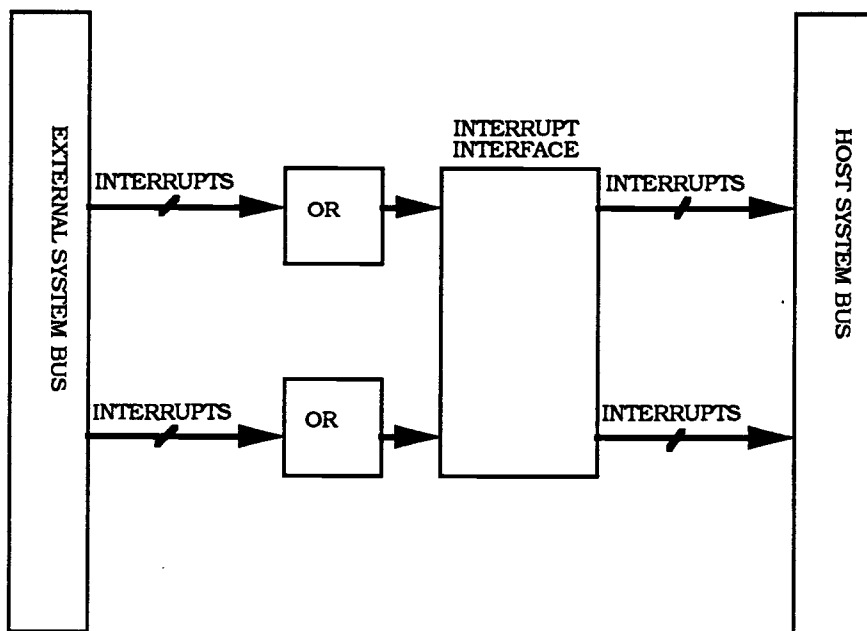 EXTERNAL SYSTEM BUS
INTERRUPTS
OR
INTERRUPT
INTERFACE
INTERRUPTS
HOST SYSTEM BUS
INTERRUPTS
OR
INTERRUPTS